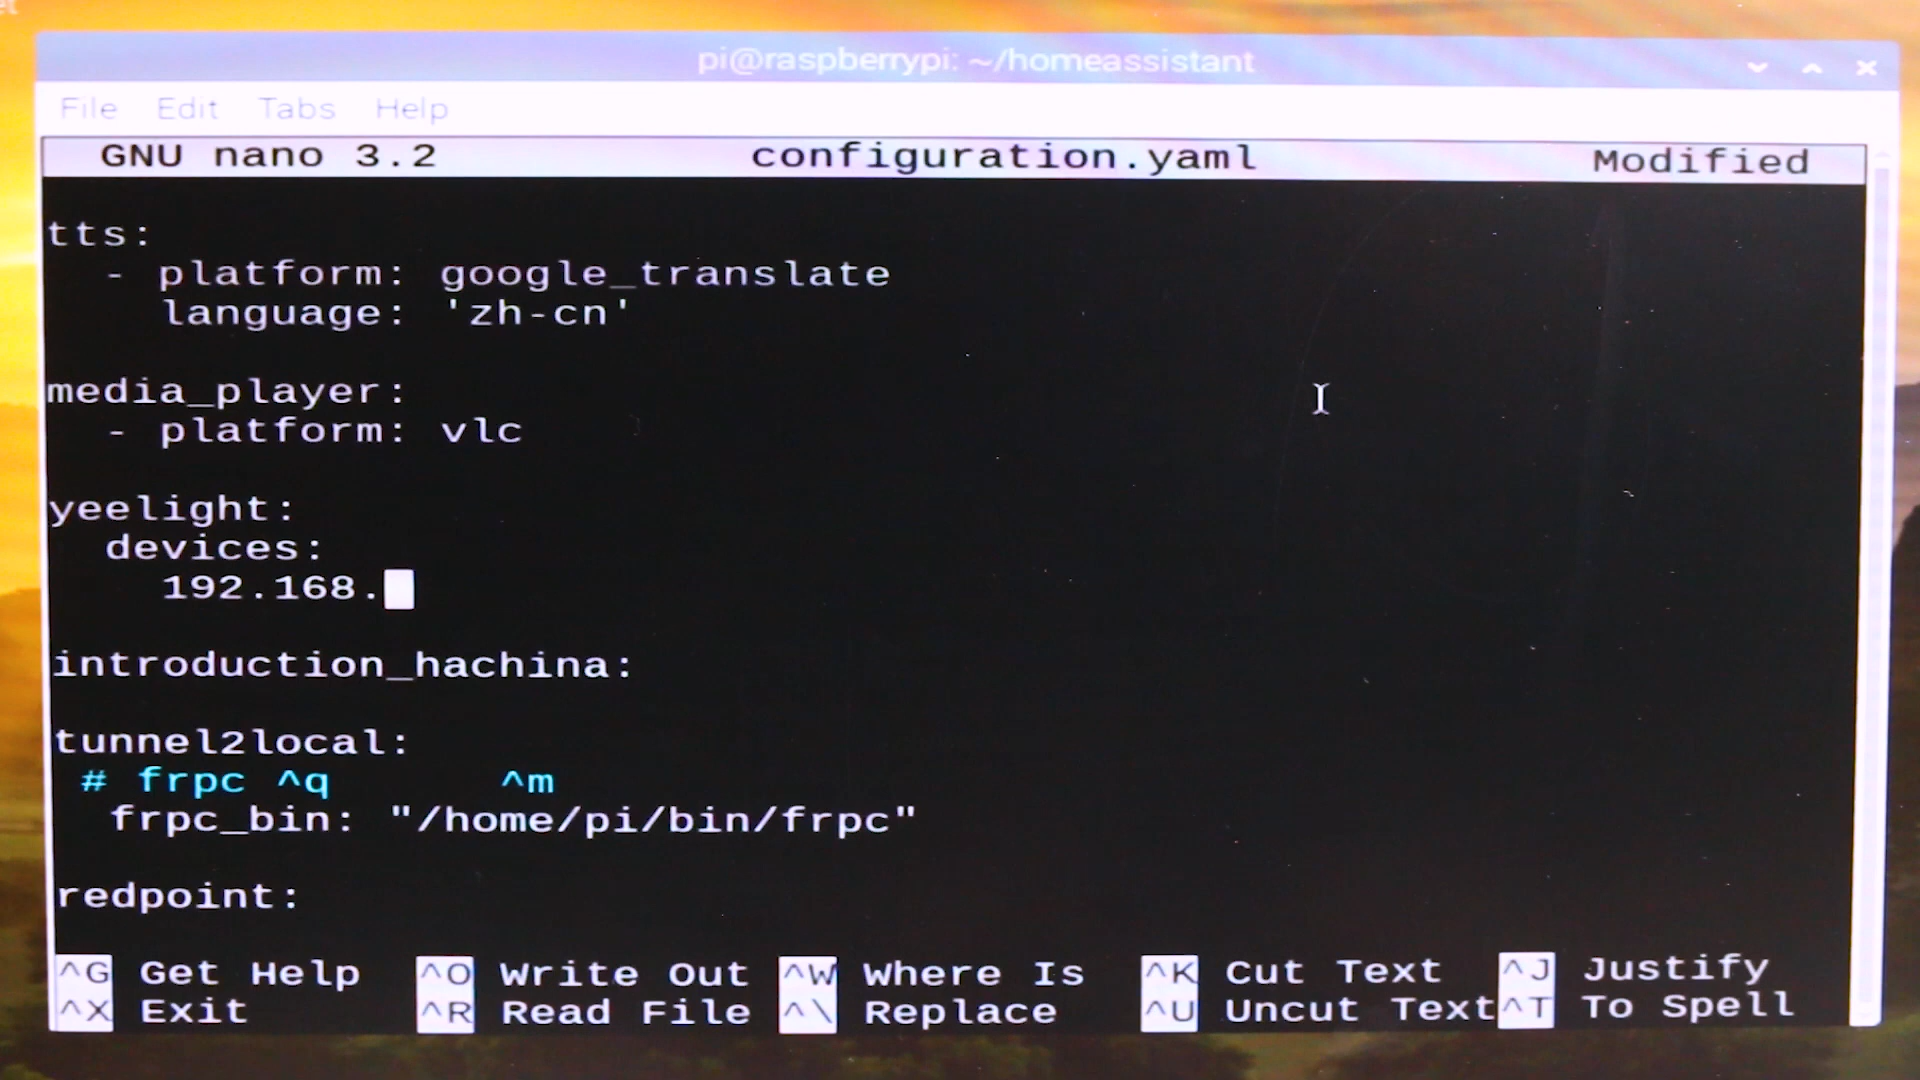 et
pi@raspberrypi: ~/homeassistant
File Edit Tabs Help
GNU nano 3.2 configuration.yaml Modified
tts:
  - platform: google_translate
    language: 'zh-cn'
media_player:
  - platform: vlc
yeelight:
  devices:
    192.168.
introduction_hachina:
tunnel2local:
 # frpc ^q      ^m
  frpc_bin: "/home/pi/bin/frpc"
redpoint:
^G Get Help ^O Write Out ^W Where Is ^K Cut Text ^J Justify
^X Exit ^R Read File ^\ Replace ^U Uncut Text ^T To Spell